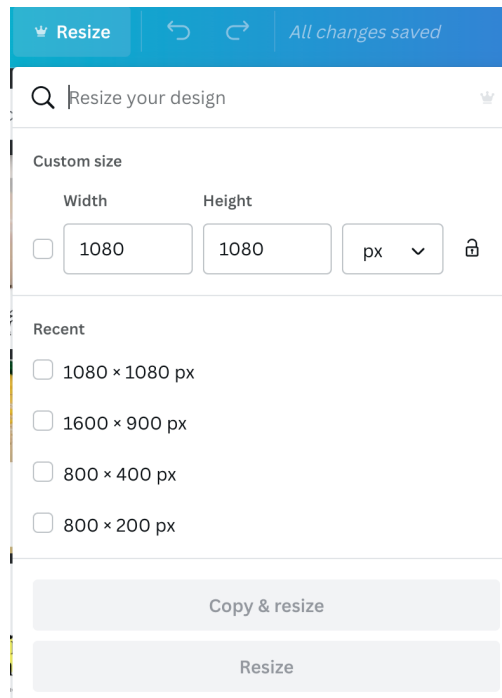 Resize All changes saved
Resize your design
Custom size
Width Height
1080 1080 px
Recent
1080 × 1080 px
1600 × 900 px
800 × 400 px
800 × 200 px
Copy & resize
Resize